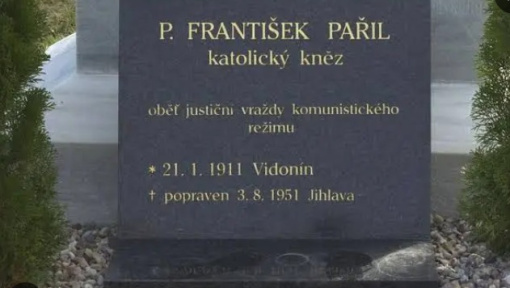 P. FRANTIŠEK PAŘIL
katolický kněz
oběť justiční vraždy komunistického
režimu
* 21. 1. 1911 Vidonín
† popraven 3. 8. 1951 Jihlava